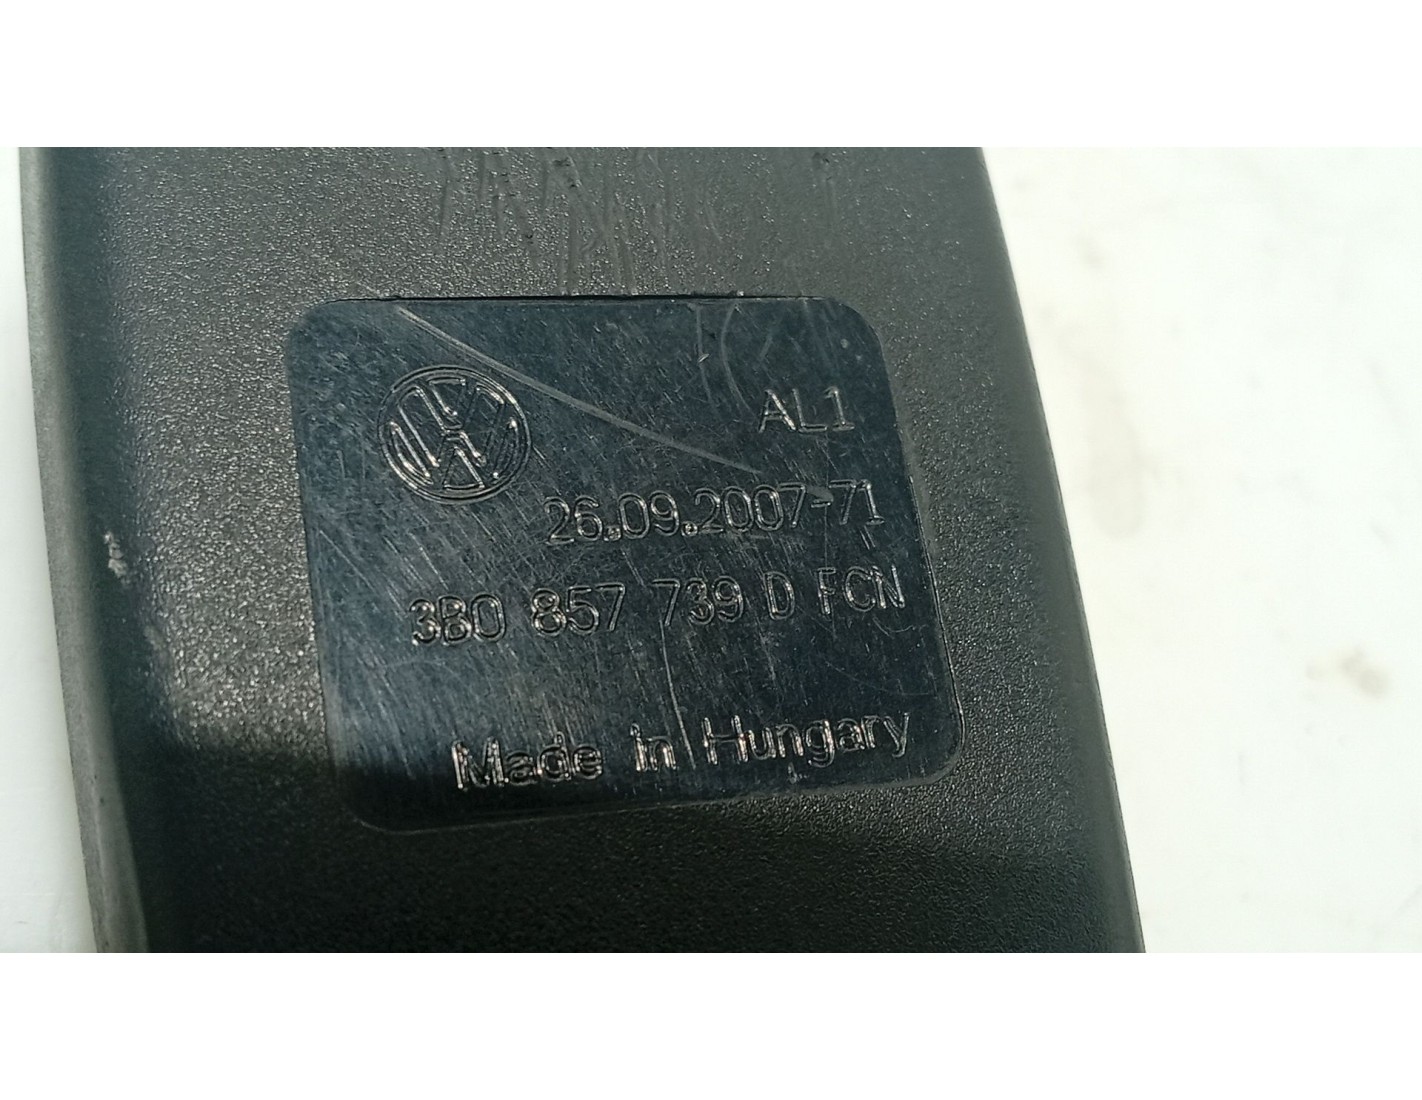 AL1
26.09.2007-71
3B0 857 739 D FCN
Made in Hungary